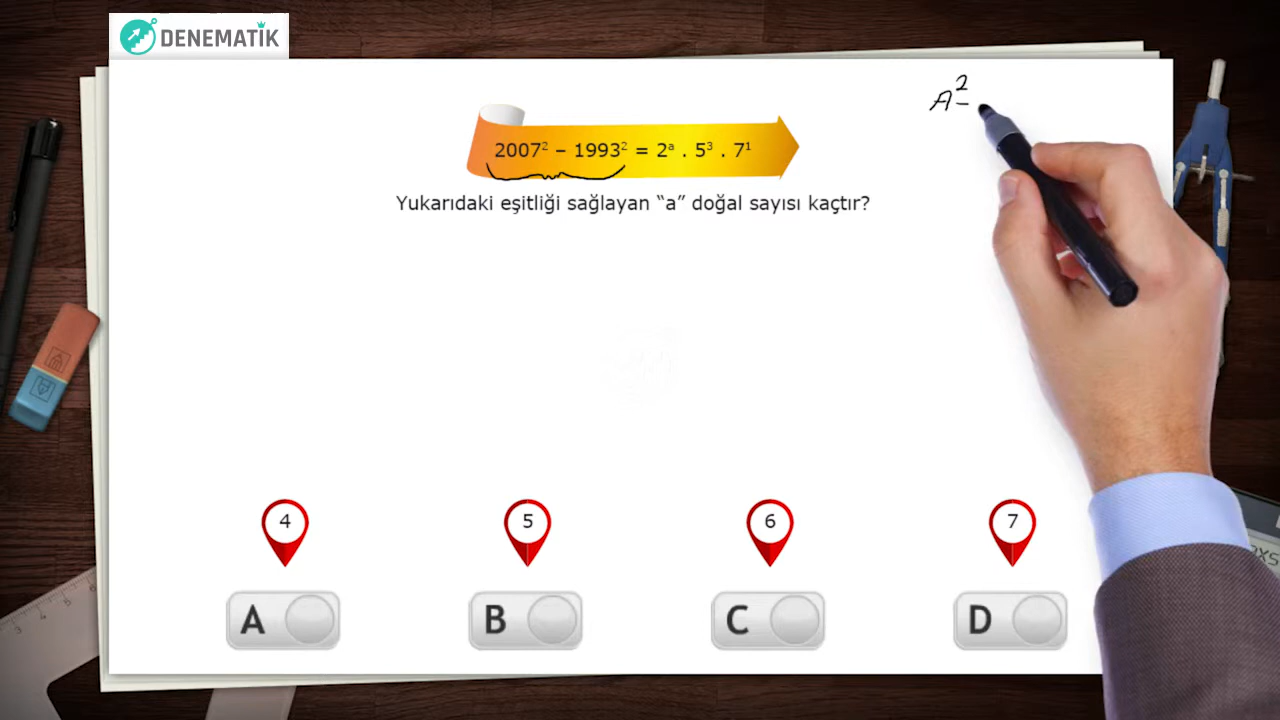 DENEMATİK
A²-
2007² – 1993² = 2ᵃ . 5³ . 7¹
Yukarıdaki eşitliği sağlayan “a” doğal sayısı kaçtır?
4 5 6 7
A B C D